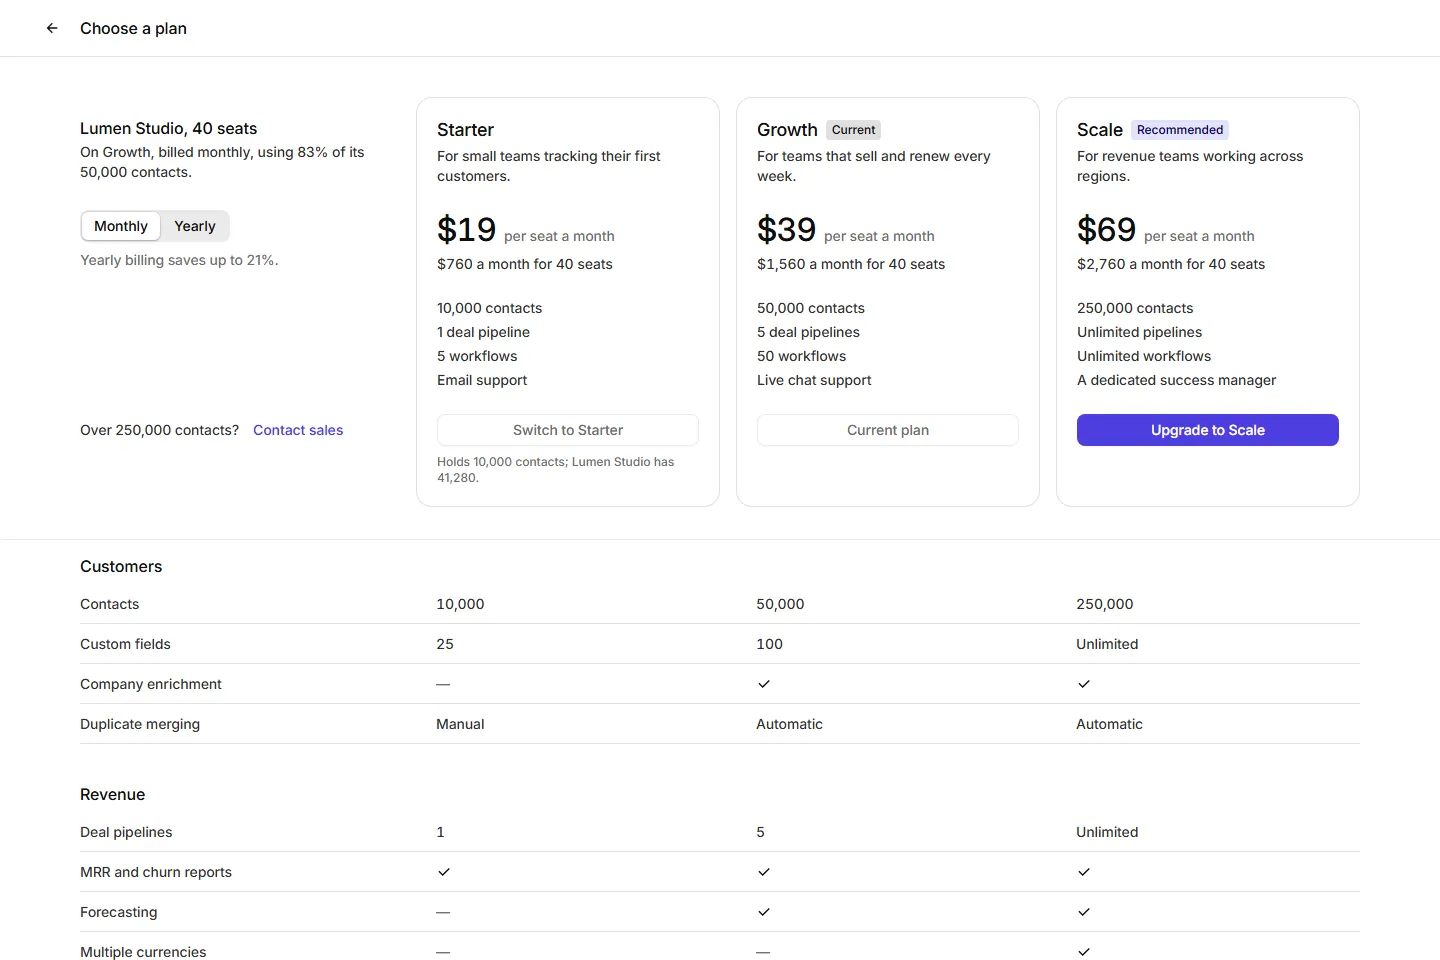 Choose a plan
Lumen Studio, 40 seats
On Growth, billed monthly, using 83% of its
50,000 contacts.
Monthly
Yearly
Yearly billing saves up to 21%.
Over 250,000 contacts? Contact sales
Starter
For small teams tracking their first
customers.
$19 per seat a month
$760 a month for 40 seats
10,000 contacts
1 deal pipeline
5 workflows
Email support
Switch to Starter
Holds 10,000 contacts; Lumen Studio has
41,280.
Growth Current
For teams that sell and renew every
week.
$39 per seat a month
$1,560 a month for 40 seats
50,000 contacts
5 deal pipelines
50 workflows
Live chat support
Current plan
Scale Recommended
For revenue teams working across
regions.
$69 per seat a month
$2,760 a month for 40 seats
250,000 contacts
Unlimited pipelines
Unlimited workflows
A dedicated success manager
Upgrade to Scale
Customers
Contacts 10,000 50,000 250,000
Custom fields 25 100 Unlimited
Company enrichment — ✓ ✓
Duplicate merging Manual Automatic Automatic
Revenue
Deal pipelines 1 5 Unlimited
MRR and churn reports ✓ ✓ ✓
Forecasting — ✓ ✓
Multiple currencies — — ✓